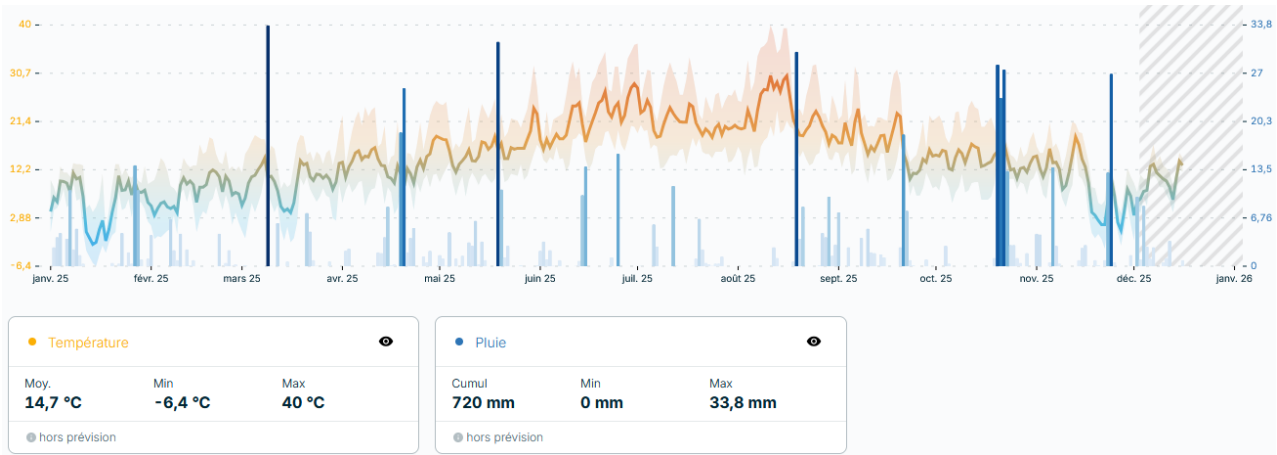 40
33,8
30,7
27
21,4
20,3
12,2
13,5
2,88
6,76
-6,4
0
janv. 25 févr. 25 mars 25 avr. 25 mai 25 juin 25 juil. 25 août 25 sept. 25 oct. 25 nov. 25 déc. 25 janv. 26
Température
Moy. Min Max
14,7 °C -6,4 °C 40 °C
hors prévision
Pluie
Cumul Min Max
720 mm 0 mm 33,8 mm
hors prévision